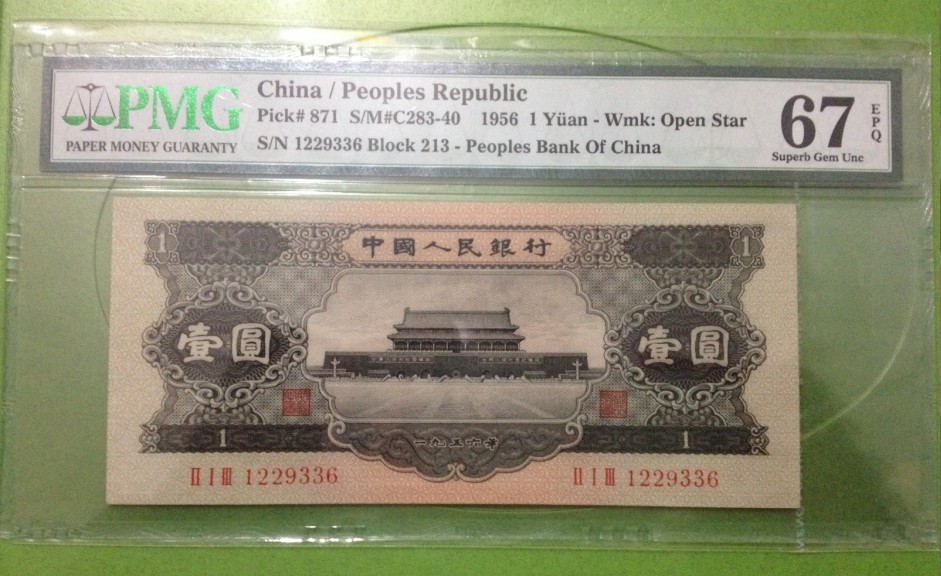 PMG
PAPER MONEY GUARANTY
China / Peoples Republic
Pick# 871 S/M#C283-40 1956 1 Yüan - Wmk: Open Star
S/N 1229336 Block 213 - Peoples Bank Of China
67
EPQ
Superb Gem Unc
1 中國人民銀行 1
壹圓 壹圓
1 一九五六年 1
II I III 1229336 II I III 1229336